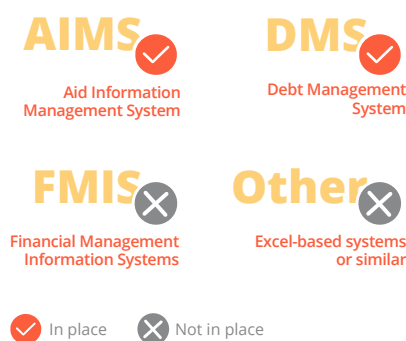 AIMS
Aid Information
Management System
DMS
Debt Management
System
FMIS
Financial Management
Information Systems
Other
Excel-based systems
or similar
In place
Not in place